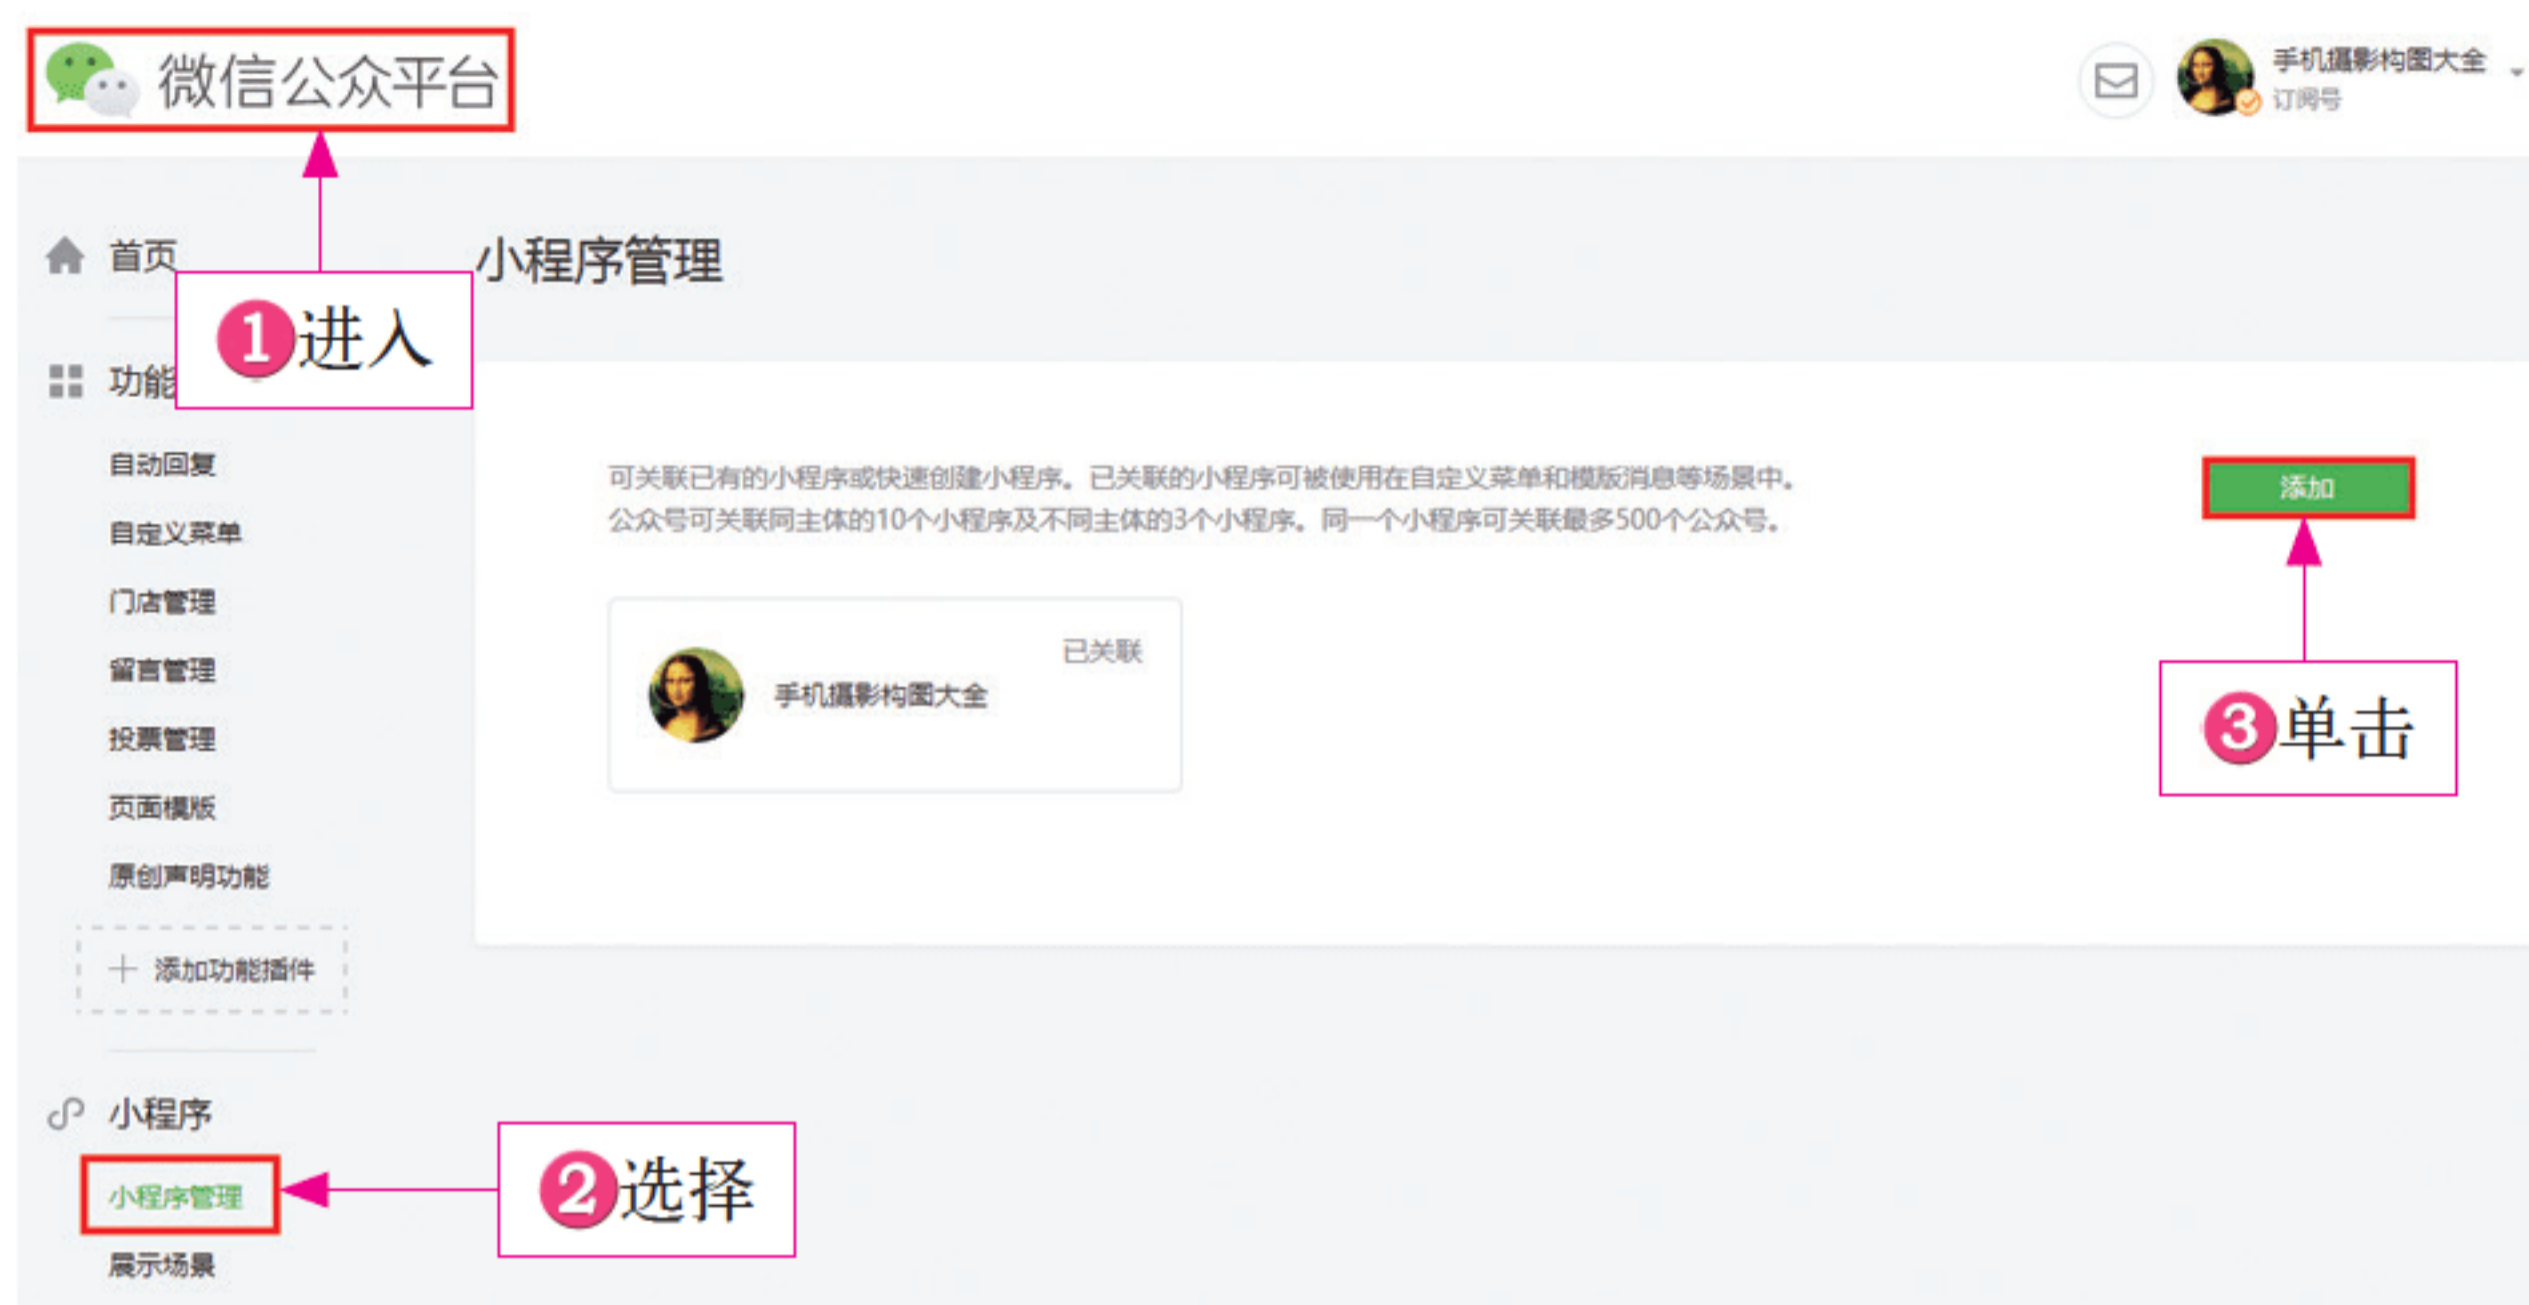 微信公众平台
手机摄影构图大全
订阅号
首页
小程序管理
❶进入
功能
自动回复
自定义菜单
门店管理
留言管理
投票管理
页面模版
原创声明功能
添加功能插件
小程序
小程序管理
展示场景
❷选择
可关联已有的小程序或快速创建小程序。已关联的小程序可被使用在自定义菜单和模版消息等场景中。
公众号可关联同主体的10个小程序及不同主体的3个小程序。同一个小程序可关联最多500个公众号。
添加
已关联
手机摄影构图大全
❸单击